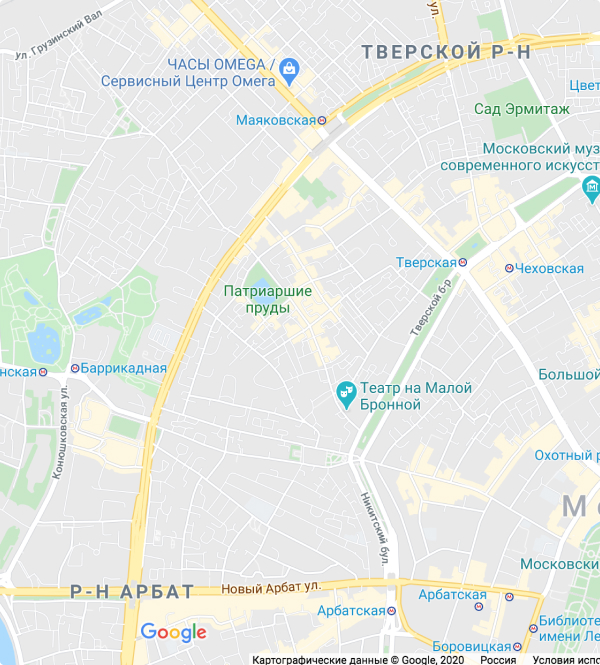 ул. Грузинский Вал
ул.
ТВЕРСКОЙ Р-Н
ЧАСЫ OMEGA /
Сервисный Центр Омега
Цвет
Сад Эрмитаж
Маяковская
Московский муз
современного искусст
Тверская
Чеховская
Патриаршие
пруды
Тверской б-р
нская
Баррикадная
Большой
Театр на Малой
Бронной
Конюшковская ул.
Охотный р
Никитский бул.
М
Московски
Р-Н АРБАТ
Новый Арбат ул.
Арбатская
Арбатская
Библиоте
имени Ле
Боровицкая
Google
Картографические данные © Google, 2020 Россия Условия испо